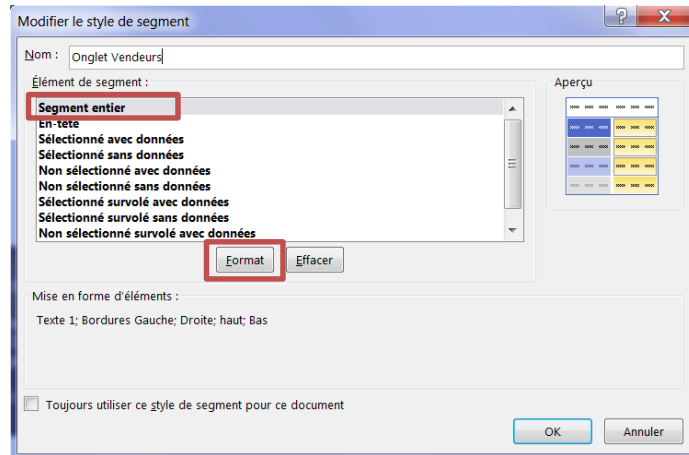 Modifier le style de segment
Nom : Onglet Vendeurs
Élément de segment :
Aperçu
Segment entier
En-tête
Sélectionné avec données
Sélectionné sans données
Non sélectionné avec données
Non sélectionné sans données
Sélectionné survolé avec données
Sélectionné survolé sans données
Non sélectionné survolé avec données
Format Effacer
Mise en forme d'éléments :
Texte 1; Bordures Gauche; Droite; haut; Bas
Toujours utiliser ce style de segment pour ce document
OK Annuler